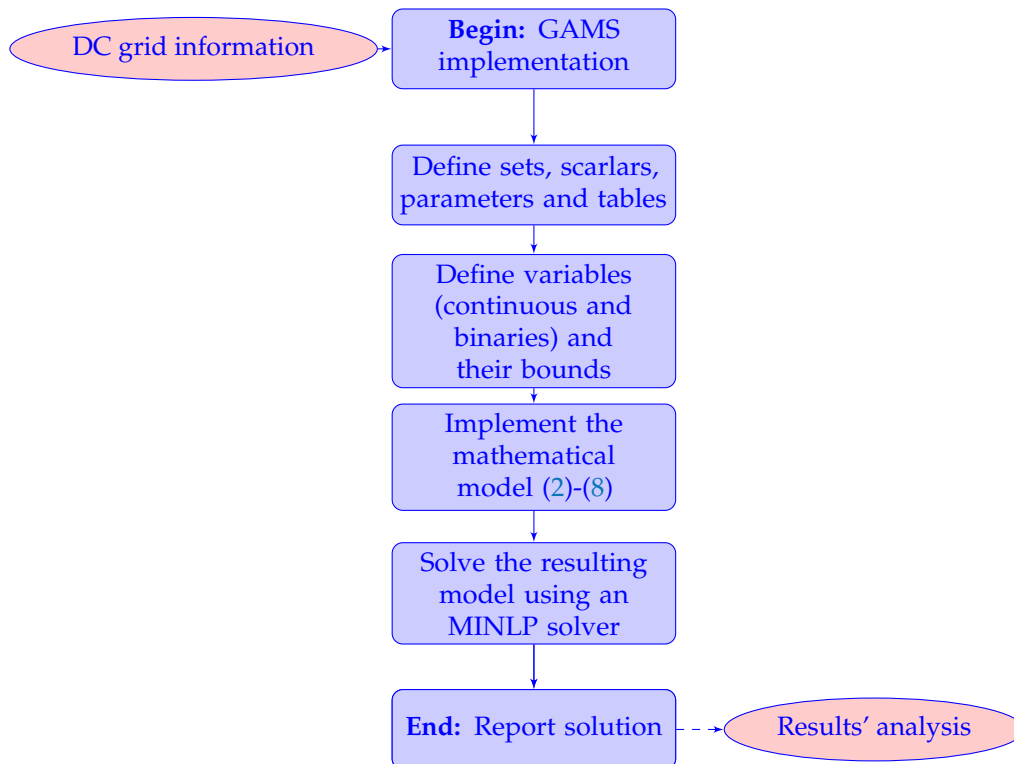 DC grid information
Begin: GAMS
implementation
Define sets, scarlars,
parameters and tables
Define variables
(continuous and
binaries) and
their bounds
Implement the
mathematical
model (2)-(8)
Solve the resulting
model using an
MINLP solver
End: Report solution
Results' analysis